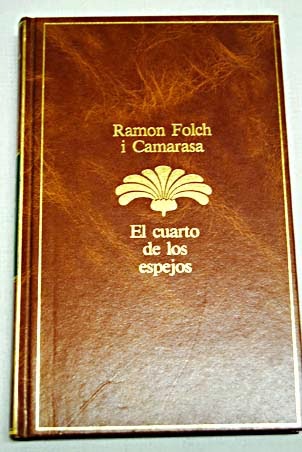 Ramon Folch
i Camarasa
El cuarto
de los
espejos